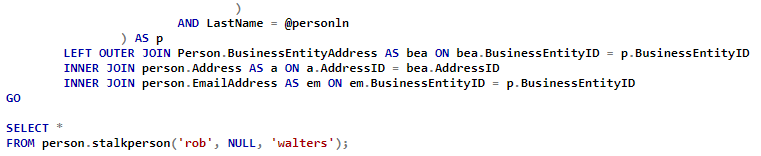 )
AND LastName = @personln
) AS p
LEFT OUTER JOIN Person.BusinessEntityAddress AS bea ON bea.BusinessEntityID = p.BusinessEntityID
INNER JOIN person.Address AS a ON a.AddressID = bea.AddressID
INNER JOIN person.EmailAddress AS em ON em.BusinessEntityID = p.BusinessEntityID
GO
SELECT *
FROM person.stalkperson('rob', NULL, 'walters');